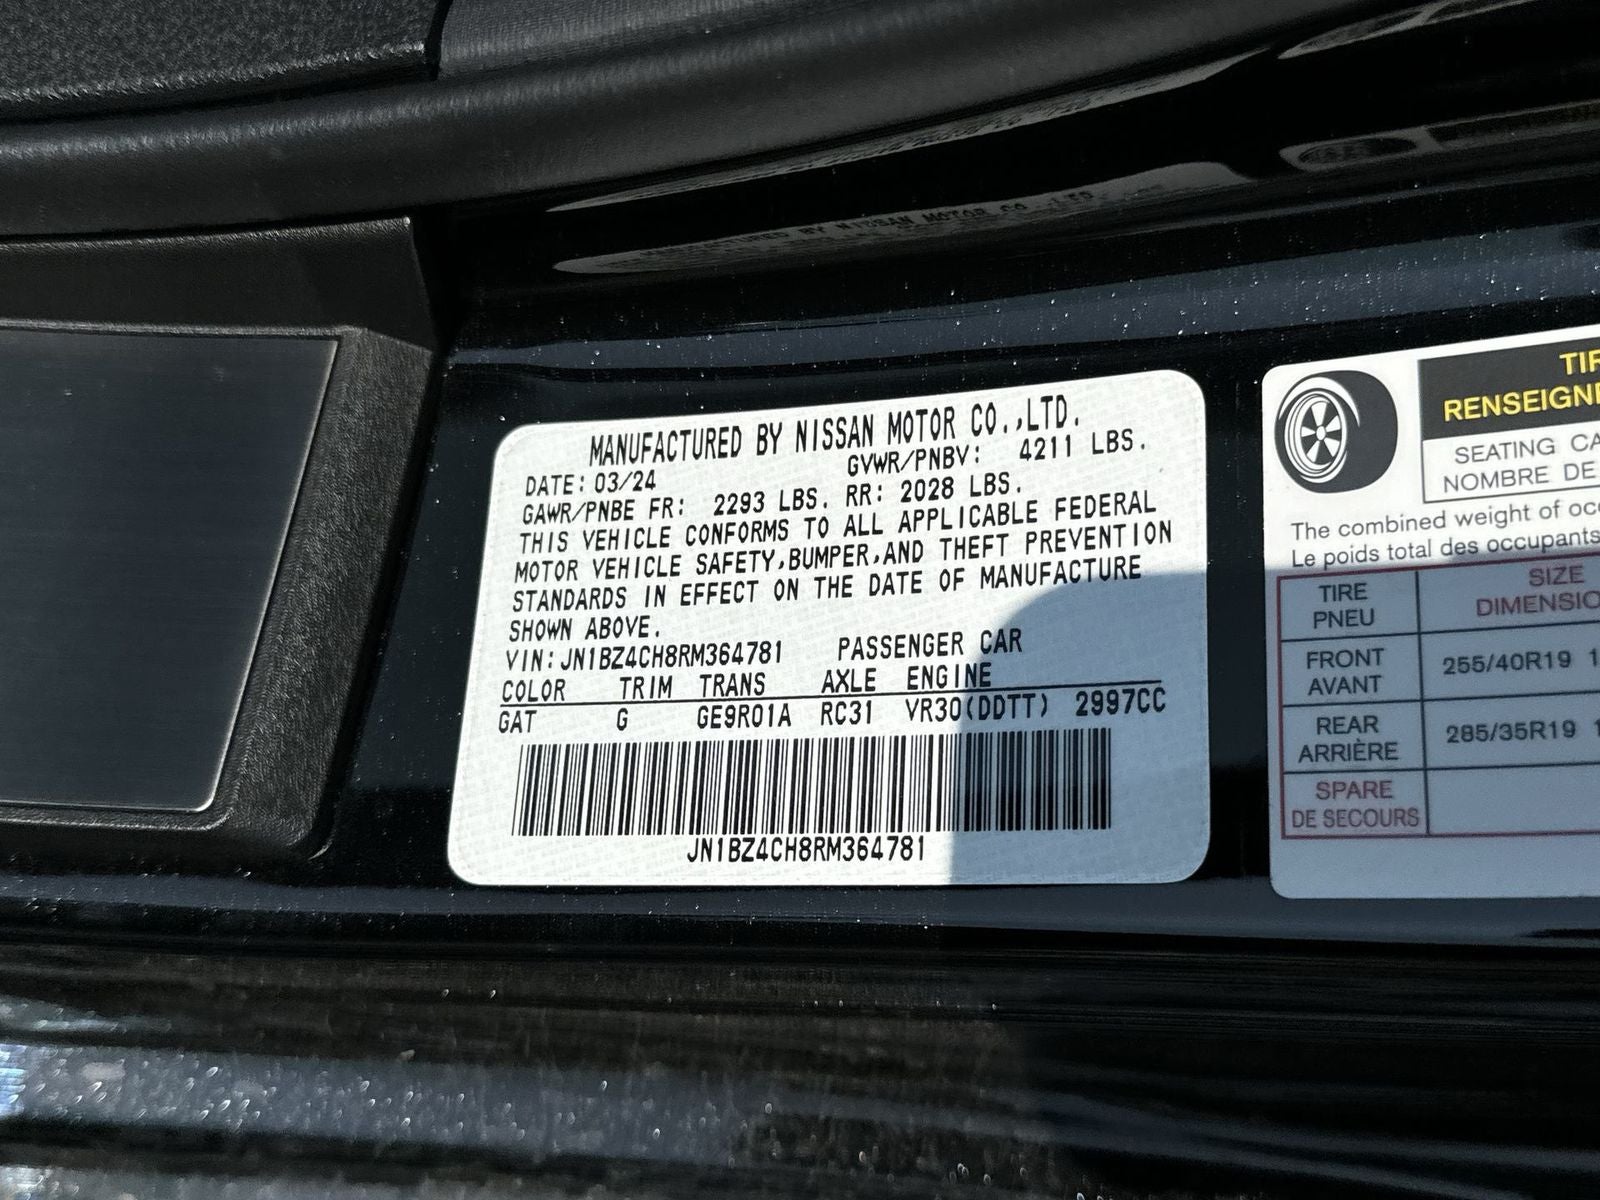 MANUFACTURED BY NISSAN MOTOR CO.,LTD.
DATE: 03/24 GVWR/PNBV: 4211 LBS.
GAWR/PNBE FR: 2293 LBS. RR: 2028 LBS.
THIS VEHICLE CONFORMS TO ALL APPLICABLE FEDERAL
MOTOR VEHICLE SAFETY,BUMPER,AND THEFT PREVENTION
STANDARDS IN EFFECT ON THE DATE OF MANUFACTURE
SHOWN ABOVE.
VIN:JN1BZ4CH8RM364781 PASSENGER CAR
COLOR TRIM TRANS AXLE ENGINE
GAT G GE9R01A RC31 VR30(DDTT) 2997CC
JN1BZ4CH8RM364781
TIR
RENSEIGNE
SEATING CA
NOMBRE DE
The combined weight of occ
Le poids total des occupants
TIRE
PNEU
SIZE
DIMENSIO
FRONT
AVANT
255/40R19 1
REAR
ARRIÈRE
285/35R19 1
SPARE
DE SECOURS